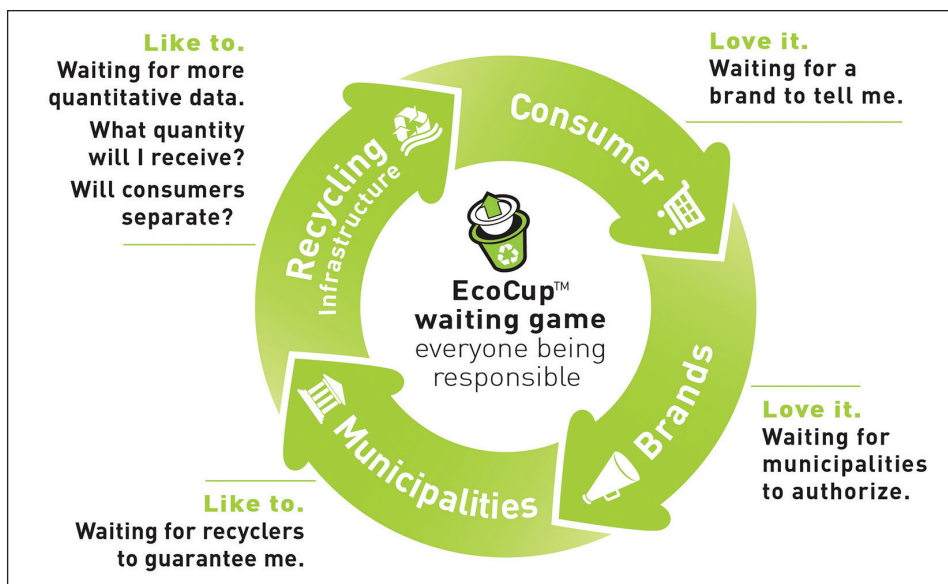 Like to.
Waiting for more
quantitative data.
What quantity
will I receive?
Will consumers
separate?
Love it.
Waiting for a
brand to tell me.
Consumer
Recycling
Infrastructure
EcoCup™
waiting game
everyone being
responsible
Brands
Municipalities
Love it.
Waiting for
municipalities
to authorize.
Like to.
Waiting for recyclers
to guarantee me.